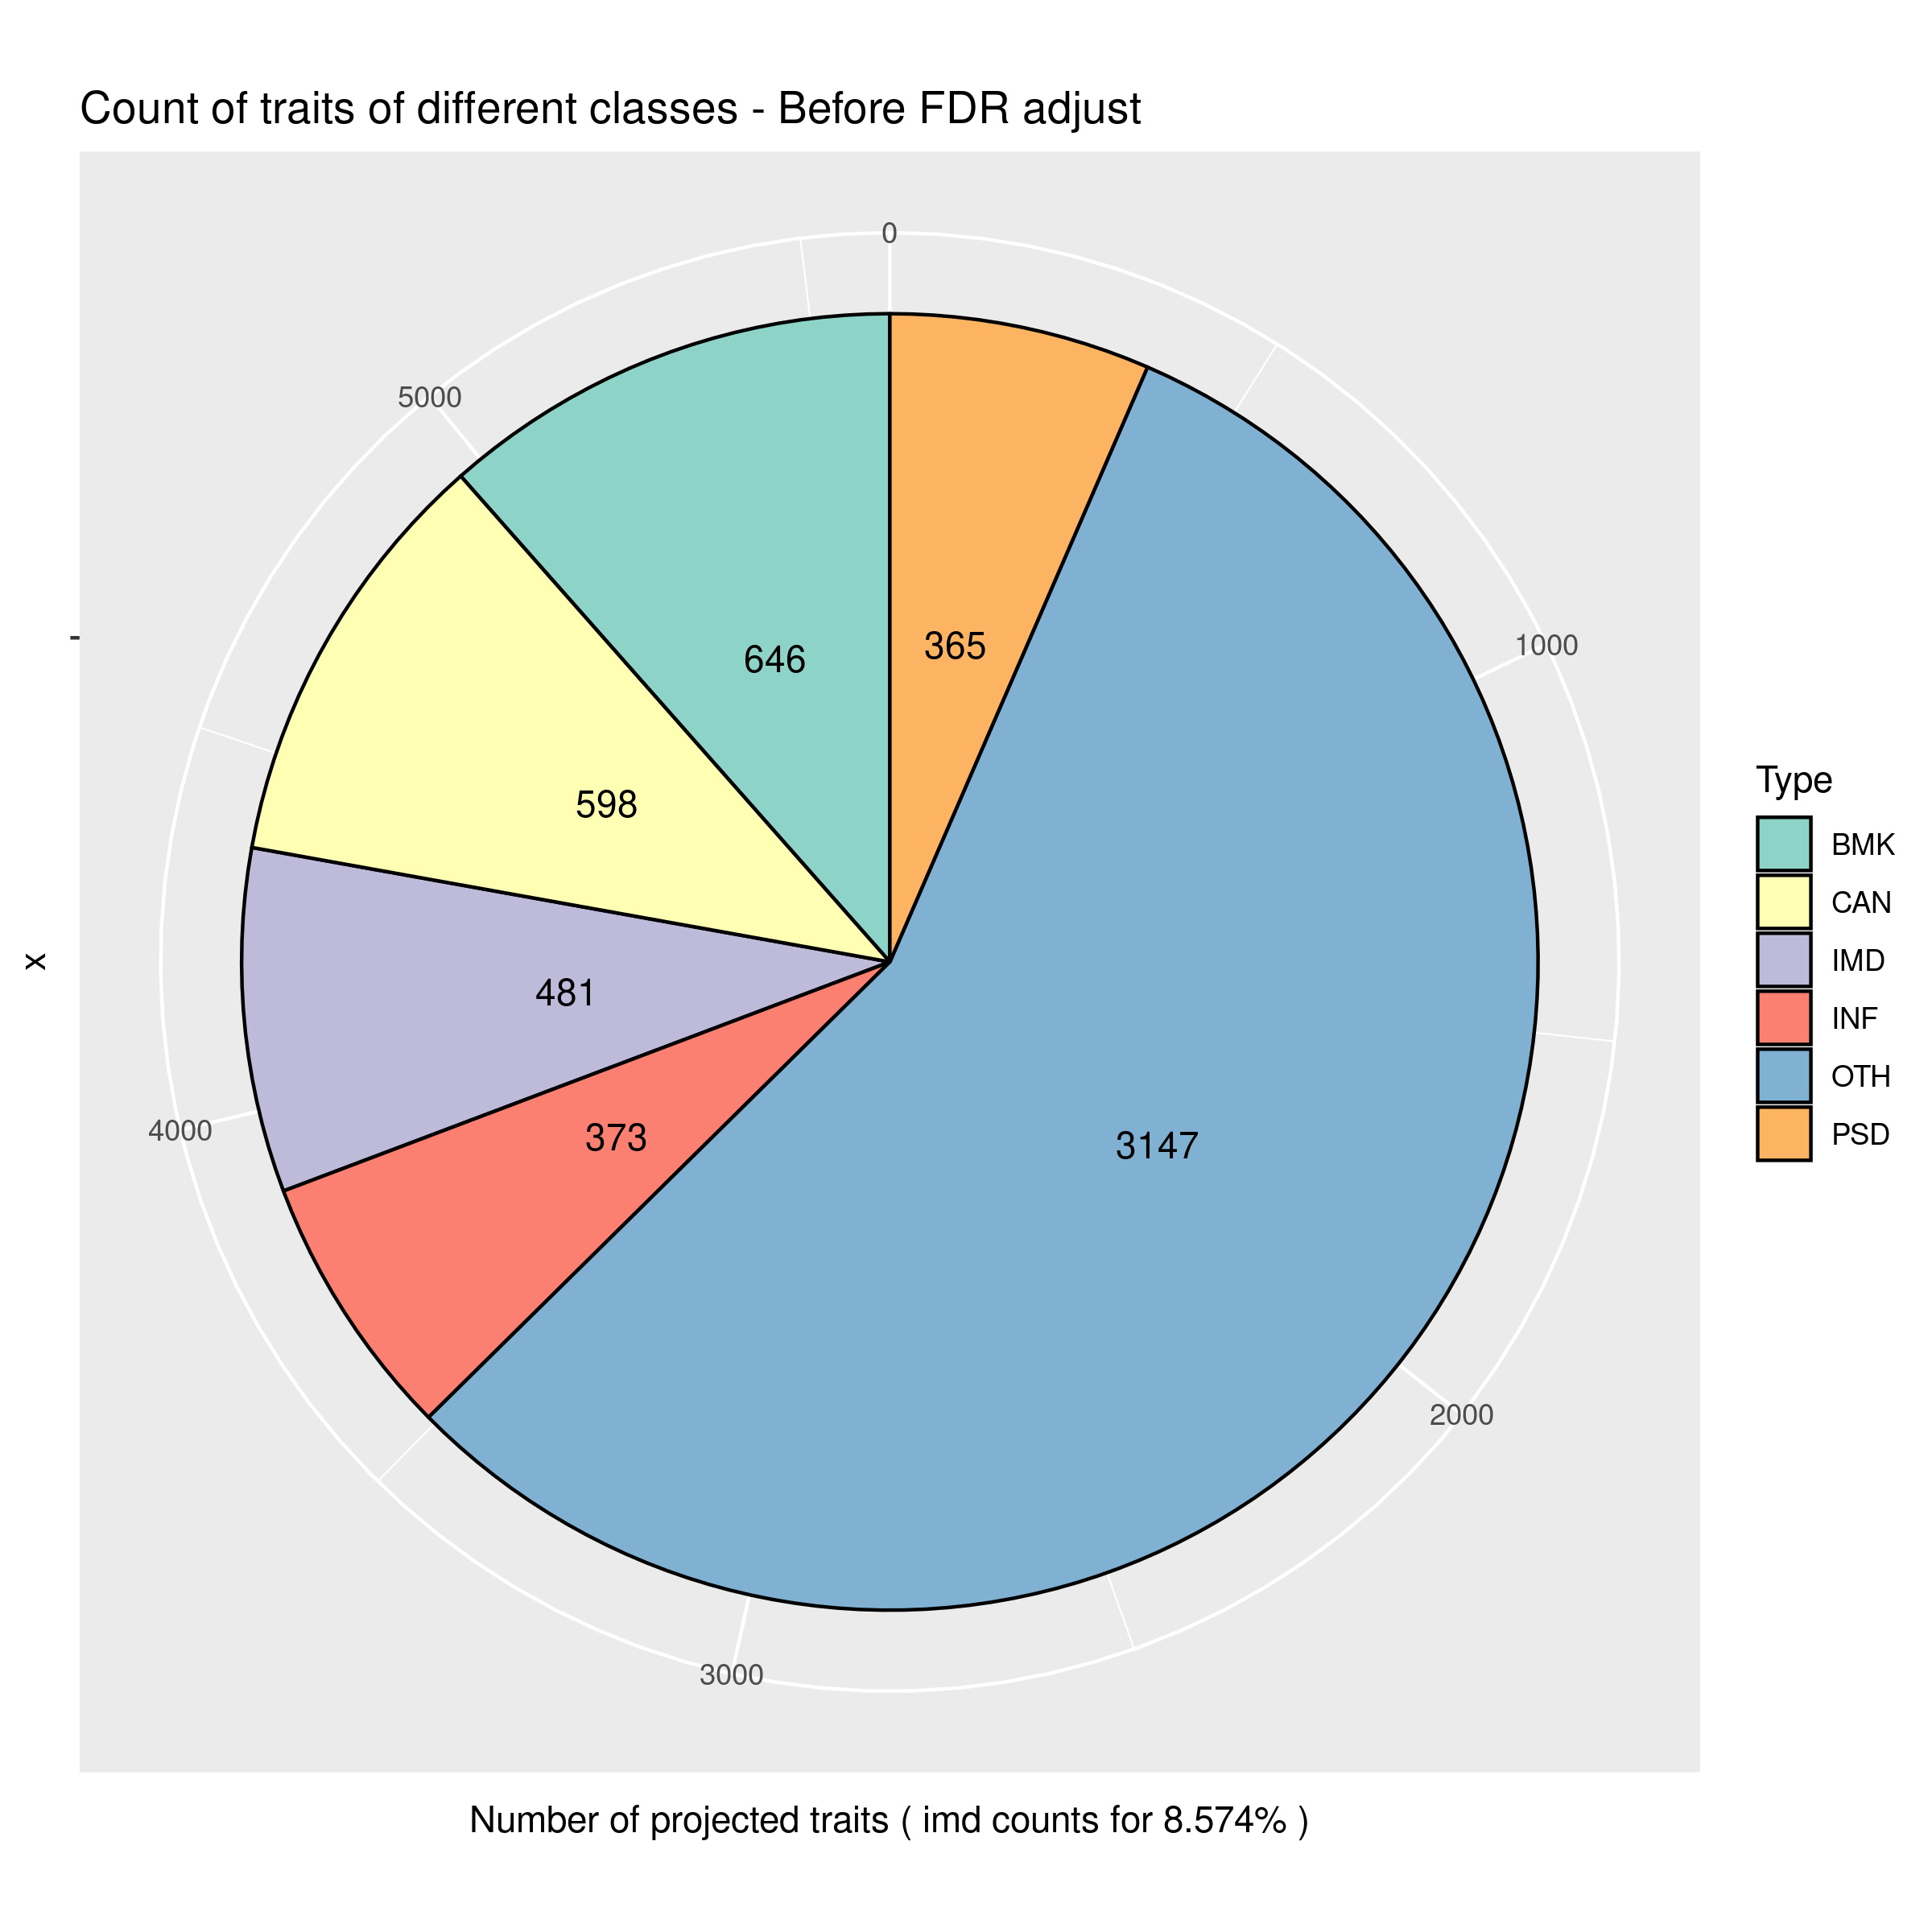 Count of traits of different classes - Before FDR adjust
0
5000
1000
646
365
598
481
373
3147
4000
2000
3000
x
Type
BMK
CAN
IMD
INF
OTH
PSD
Number of projected traits ( imd counts for 8.574% )